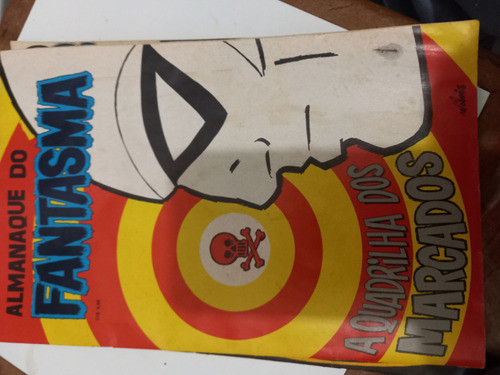 ALMANAQUE DO
FANTASMA
A QUADRILHA DOS
MARCADOS